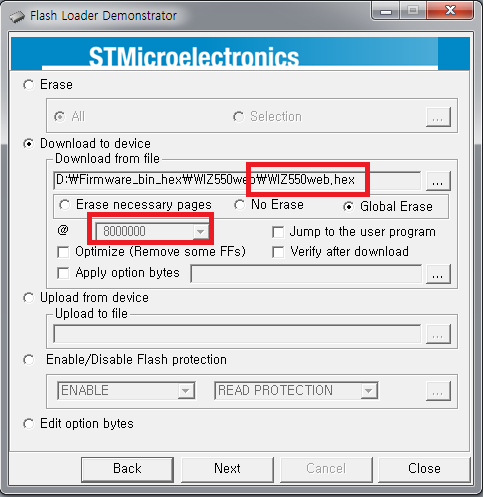 Flash Loader Demonstrator
STMicroelectronics
Erase
All
Selection
...
Download to device
Download from file
D:₩Firmware_bin_hex₩WIZ550web₩WIZ550web.hex
...
Erase necessary pages
No Erase
Global Erase
@
8000000
Jump to the user program
Optimize (Remove some FFs)
Verify after download
Apply option bytes
...
Upload from device
Upload to file
...
Enable/Disable Flash protection
ENABLE
READ PROTECTION
...
Edit option bytes
Back
Next
Cancel
Close